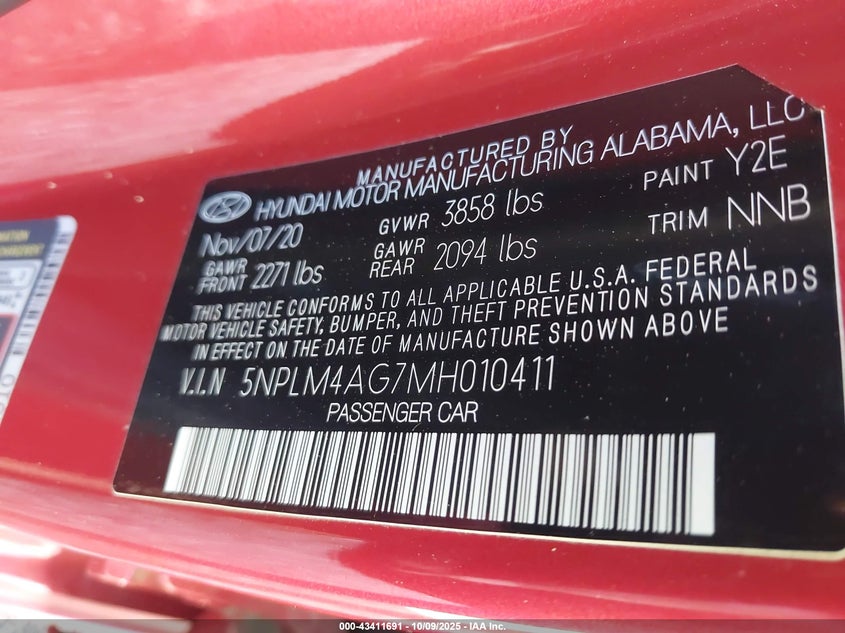 MANUFACTURED BY
HYUNDAI MOTOR MANUFACTURING ALABAMA, LLC
Nov/07/20 GVWR 3858 lbs PAINT Y2E
GAWR FRONT 2271 lbs GAWR REAR 2094 lbs TRIM NNB
THIS VEHICLE CONFORMS TO ALL APPLICABLE U.S.A. FEDERAL
MOTOR VEHICLE SAFETY, BUMPER, AND THEFT PREVENTION STANDARDS
IN EFFECT ON THE DATE OF MANUFACTURE SHOWN ABOVE
V.I.N 5NPLM4AG7MH010411
PASSENGER CAR
000-43411691 - 10/09/2025 - IAA Inc.